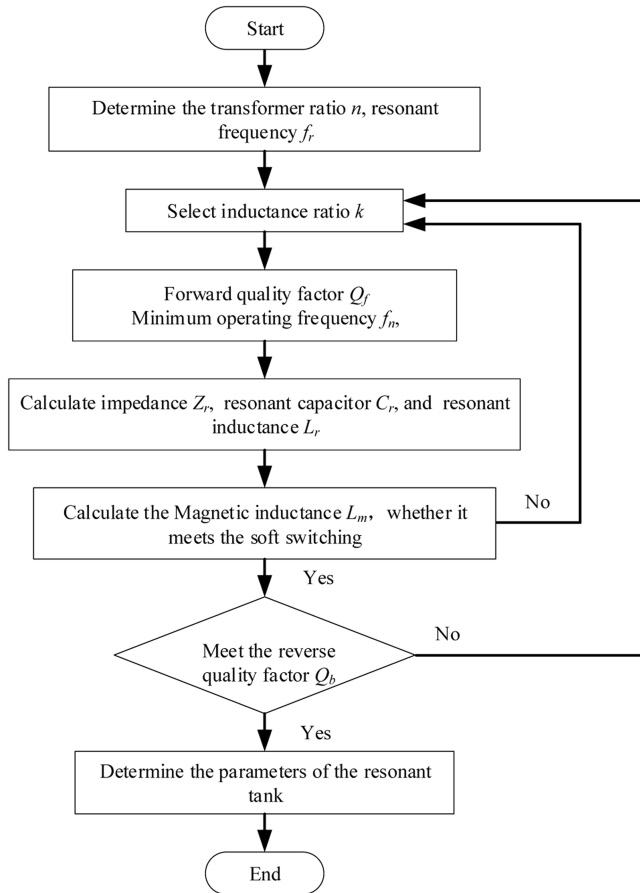 Start
Determine the transformer ratio n, resonant
frequency fr
Select inductance ratio k
Forward quality factor Qf
Minimum operating frequency fn,
Calculate impedance Zr, resonant capacitor Cr, and resonant
inductance Lr
Calculate the Magnetic inductance Lm, whether it
meets the soft switching
No
Yes
Meet the reverse
quality factor Qb
No
Yes
Determine the parameters of the resonant
tank
End